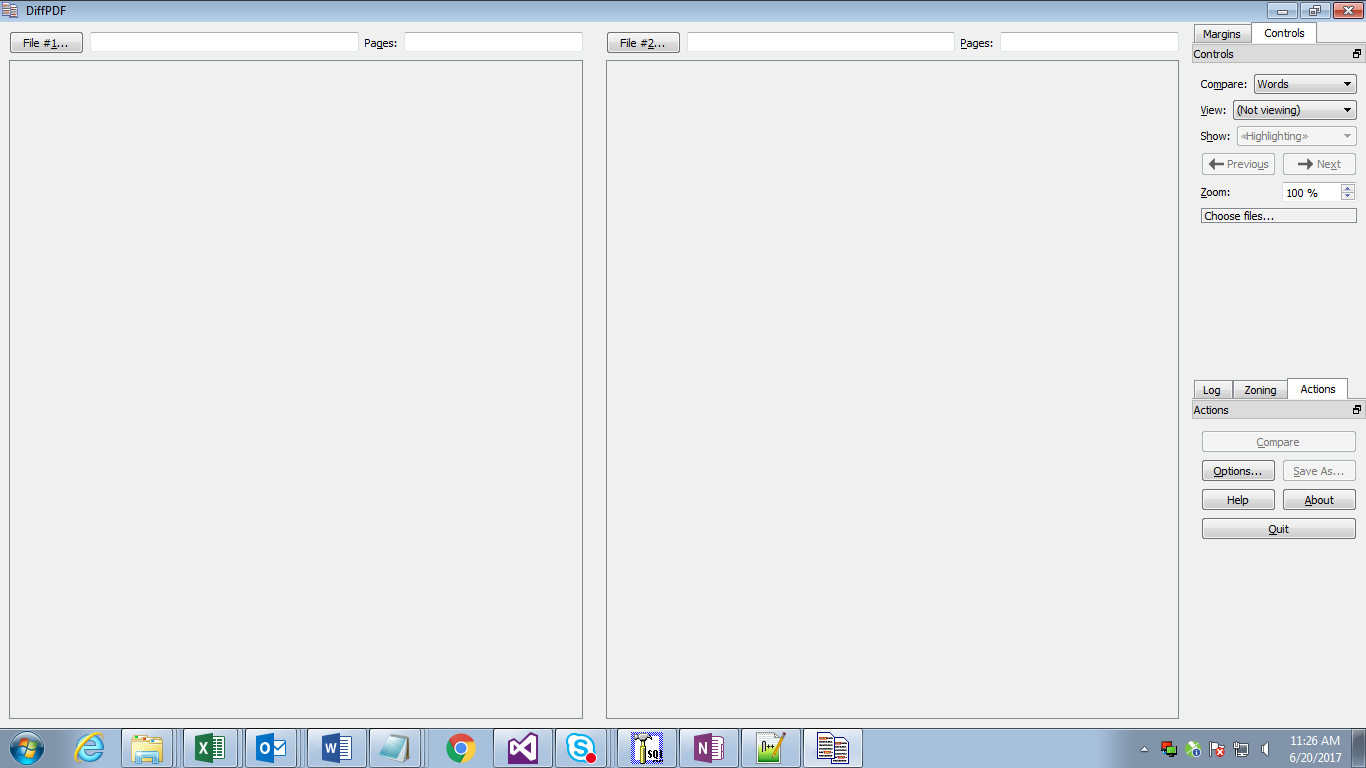 DiffPDF
File #1... Pages: File #2... Pages:
Margins Controls
Controls
Compare: Words
View: (Not viewing)
Show: «Highlighting»
Previous Next
Zoom: 100 %
Choose files...
Log Zoning Actions
Actions
Compare
Options... Save As...
Help About
Quit
11:26 AM
6/20/2017